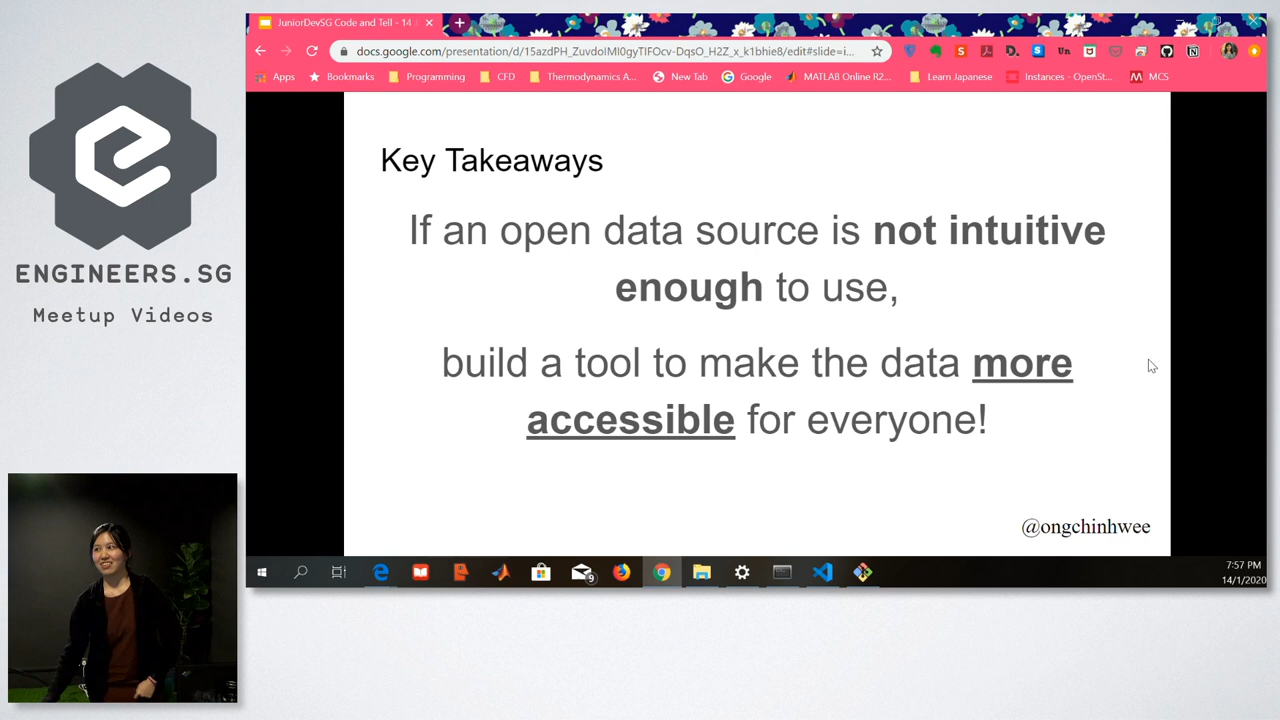 JuniorDevSG Code and Tell - 14
docs.google.com/presentation/d/15azdPH_ZuvdoIMI0gyTIFOcv-DqsO_H2Z_x_k1bhie8/edit#slide=i...
Apps
Bookmarks
Programming
CFD
Thermodynamics A...
New Tab
Google
MATLAB Online R2...
Learn Japanese
Instances - OpenSt...
MCS
ENGINEERS.SG
Meetup Videos
Key Takeaways
If an open data source is not intuitive
enough to use,
build a tool to make the data more
accessible for everyone!
@ongchinhwee
9
7:57 PM
14/1/2020